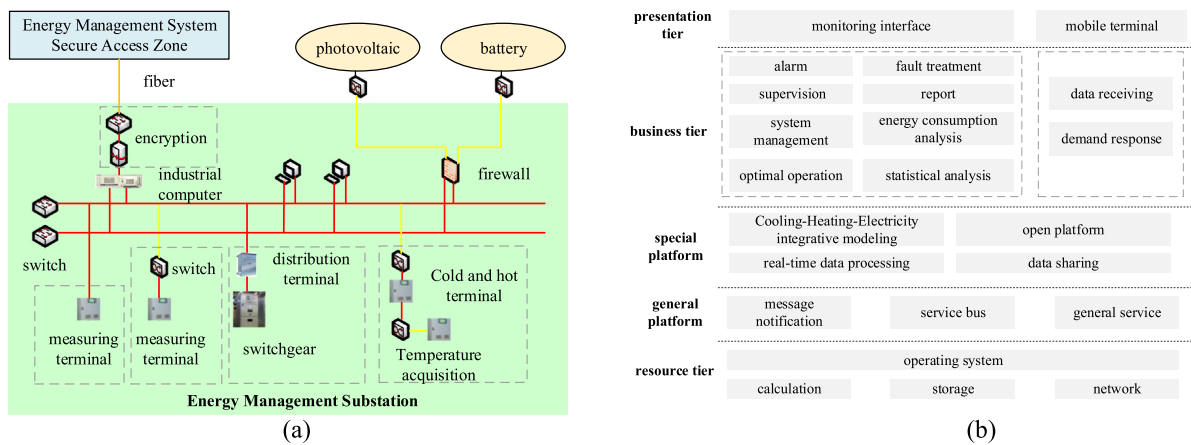 Energy Management System
Secure Access Zone
photovoltaic
battery
fiber
encryption
industrial
computer
firewall
switch
switch
distribution
terminal
Cold and hot
terminal
measuring
terminal
measuring
terminal
switchgear
Temperature
acquisition
Energy Management Substation
(a)
presentation
tier
monitoring interface
mobile terminal
business tier
alarm
fault treatment
supervision
report
system
management
energy consumption
analysis
optimal operation
statistical analysis
data receiving
demand response
special
platform
Cooling-Heating-Electricity
integrative modeling
open platform
real-time data processing
data sharing
general
platform
message
notification
service bus
general service
resource tier
operating system
calculation
storage
network
(b)